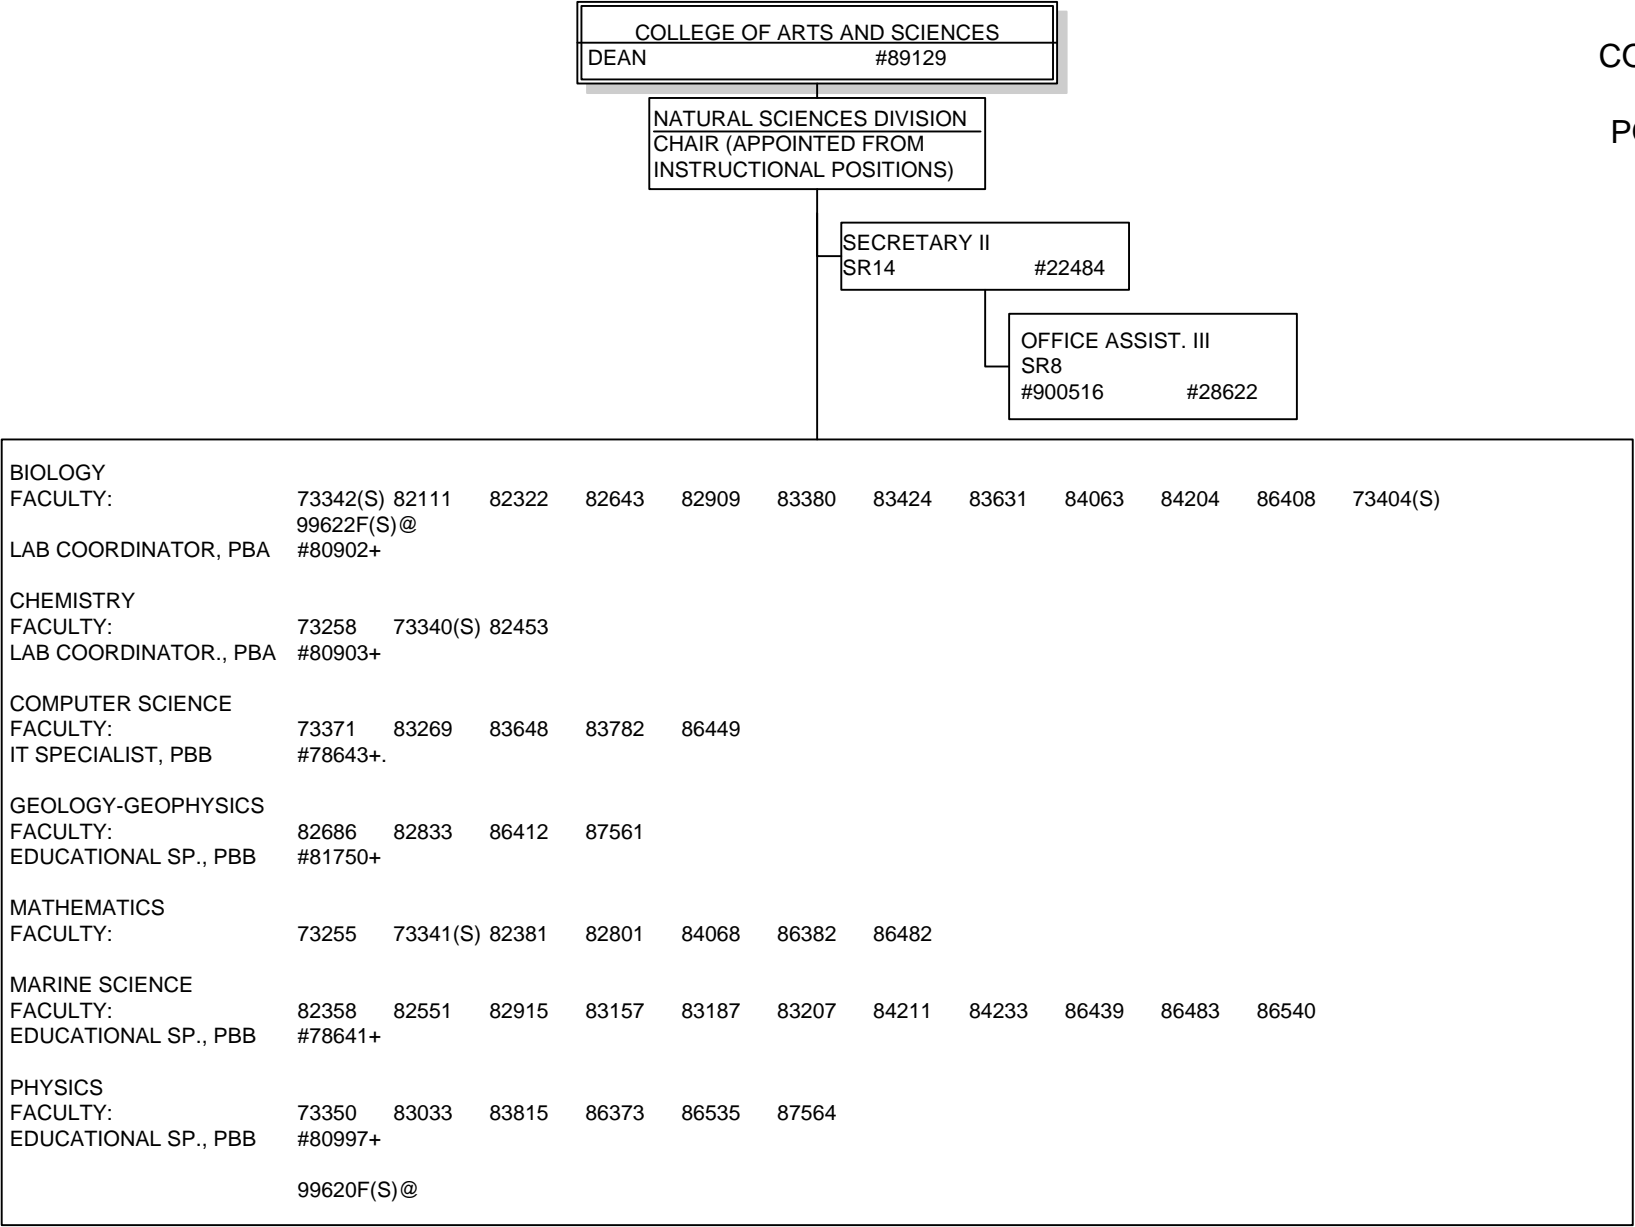 COLLEGE OF ARTS AND SCIENCES
DEAN #89129
NATURAL SCIENCES DIVISION
CHAIR (APPOINTED FROM
INSTRUCTIONAL POSITIONS)
SECRETARY II
SR14 #22484
OFFICE ASSIST. III
SR8
#900516 #28622
BIOLOGY
FACULTY: 73342(S) 82111 82322 82643 82909 83380 83424 83631 84063 84204 86408 73404(S)
99622F(S)@
LAB COORDINATOR, PBA #80902+
CHEMISTRY
FACULTY: 73258 73340(S) 82453
LAB COORDINATOR., PBA #80903+
COMPUTER SCIENCE
FACULTY: 73371 83269 83648 83782 86449
IT SPECIALIST, PBB #78643+.
GEOLOGY-GEOPHYSICS
FACULTY: 82686 82833 86412 87561
EDUCATIONAL SP., PBB #81750+
MATHEMATICS
FACULTY: 73255 73341(S) 82381 82801 84068 86382 86482
MARINE SCIENCE
FACULTY: 82358 82551 82915 83157 83187 83207 84211 84233 86439 86483 86540
EDUCATIONAL SP., PBB #78641+
PHYSICS
FACULTY: 73350 83033 83815 86373 86535 87564
EDUCATIONAL SP., PBB #80997+
99620F(S)@